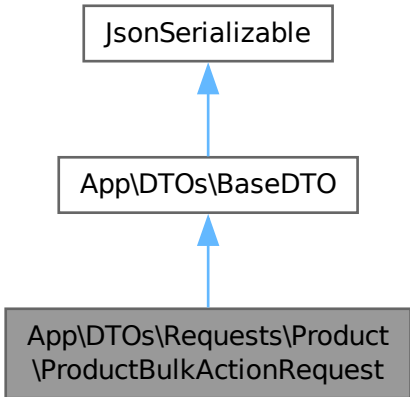 JsonSerializable
App\DTOs\BaseDTO
App\DTOs\Requests\Product
\ProductBulkActionRequest